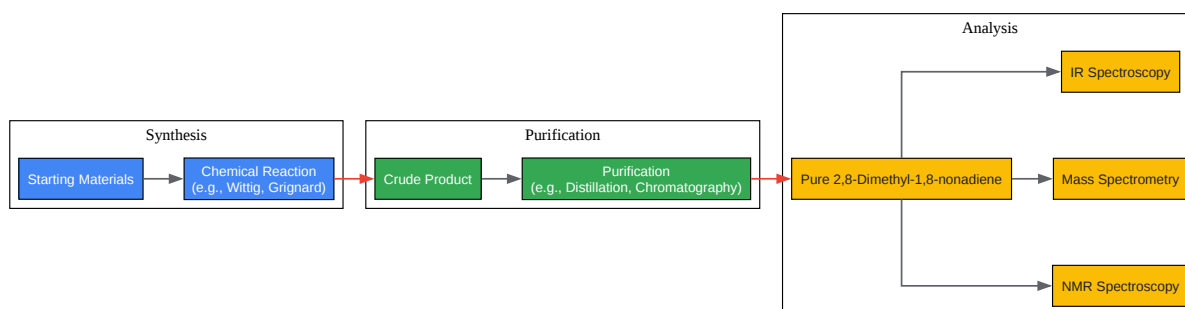 Synthesis
Starting Materials
Chemical Reaction
(e.g., Wittig, Grignard)
Purification
Crude Product
Purification
(e.g., Distillation, Chromatography)
Analysis
Pure 2,8-Dimethyl-1,8-nonadiene
IR Spectroscopy
Mass Spectrometry
NMR Spectroscopy